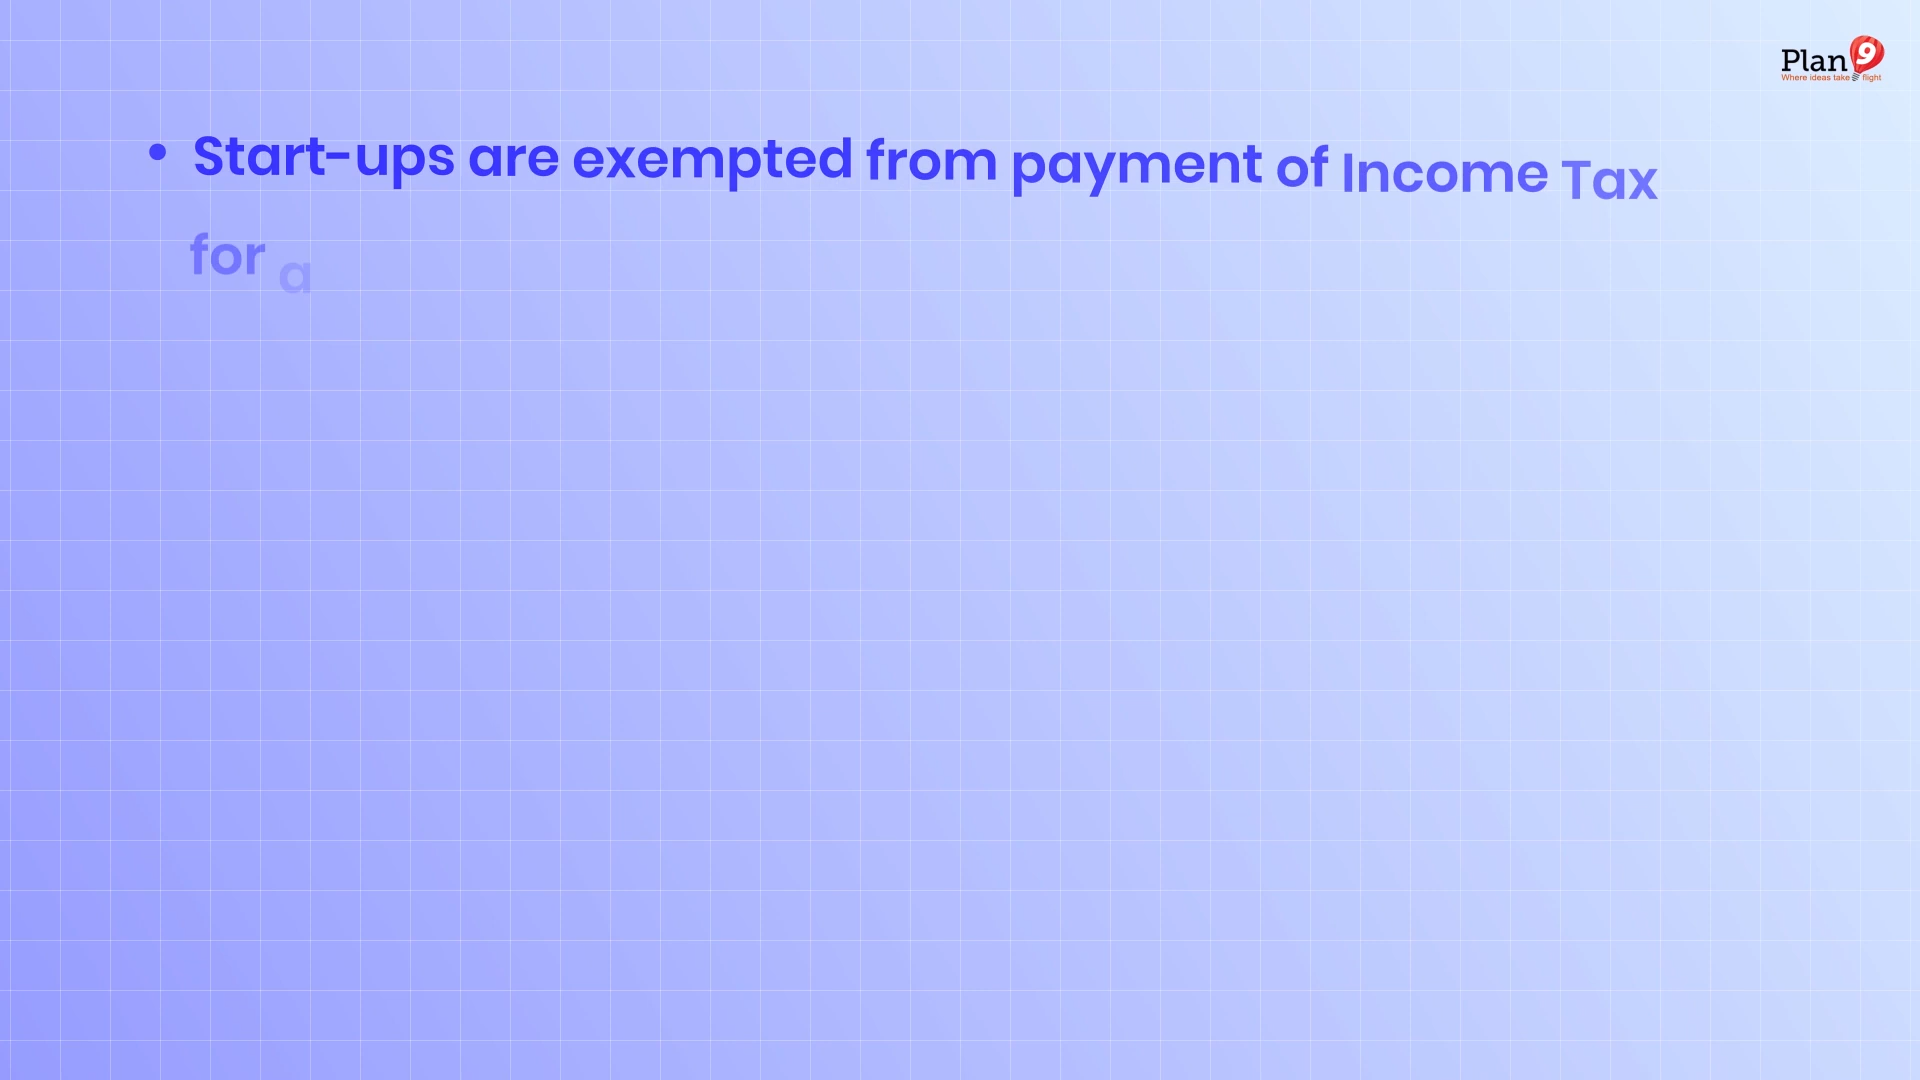 Plan9
Where ideas take flight
• Start-ups are exempted from payment of Income Tax
for a